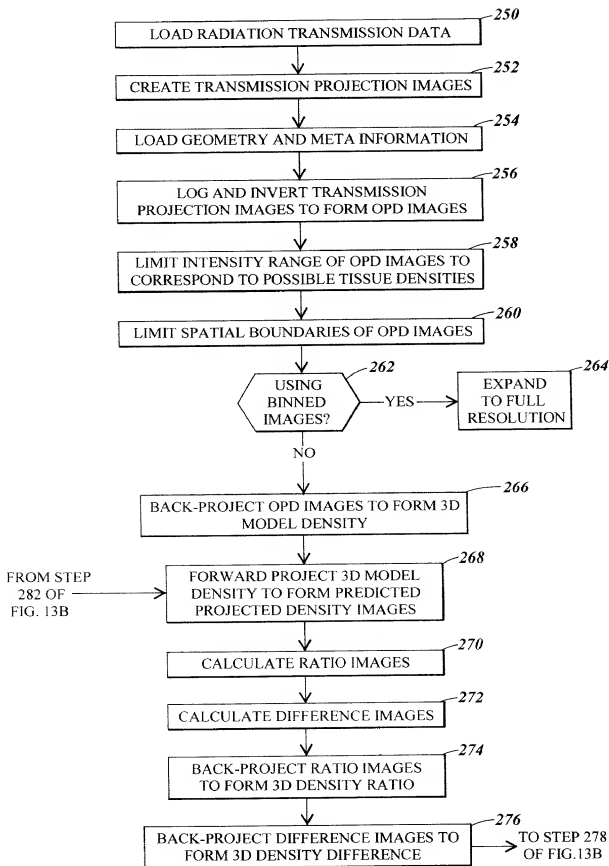 250
LOAD RADIATION TRANSMISSION DATA
252
CREATE TRANSMISSION PROJECTION IMAGES
254
LOAD GEOMETRY AND META INFORMATION
256
LOG AND INVERT TRANSMISSION
PROJECTION IMAGES TO FORM OPD IMAGES
258
LIMIT INTENSITY RANGE OF OPD IMAGES TO
CORRESPOND TO POSSIBLE TISSUE DENSITIES
260
LIMIT SPATIAL BOUNDARIES OF OPD IMAGES
262
USING
BINNED
IMAGES?
YES
264
EXPAND
TO FULL
RESOLUTION
NO
266
BACK-PROJECT OPD IMAGES TO FORM 3D
MODEL DENSITY
FROM STEP
282 OF
FIG. 13B
268
FORWARD PROJECT 3D MODEL
DENSITY TO FORM PREDICTED
PROJECTED DENSITY IMAGES
270
CALCULATE RATIO IMAGES
272
CALCULATE DIFFERENCE IMAGES
274
BACK-PROJECT RATIO IMAGES
TO FORM 3D DENSITY RATIO
276
BACK-PROJECT DIFFERENCE IMAGES TO
FORM 3D DENSITY DIFFERENCE
TO STEP 278
OF FIG.13B